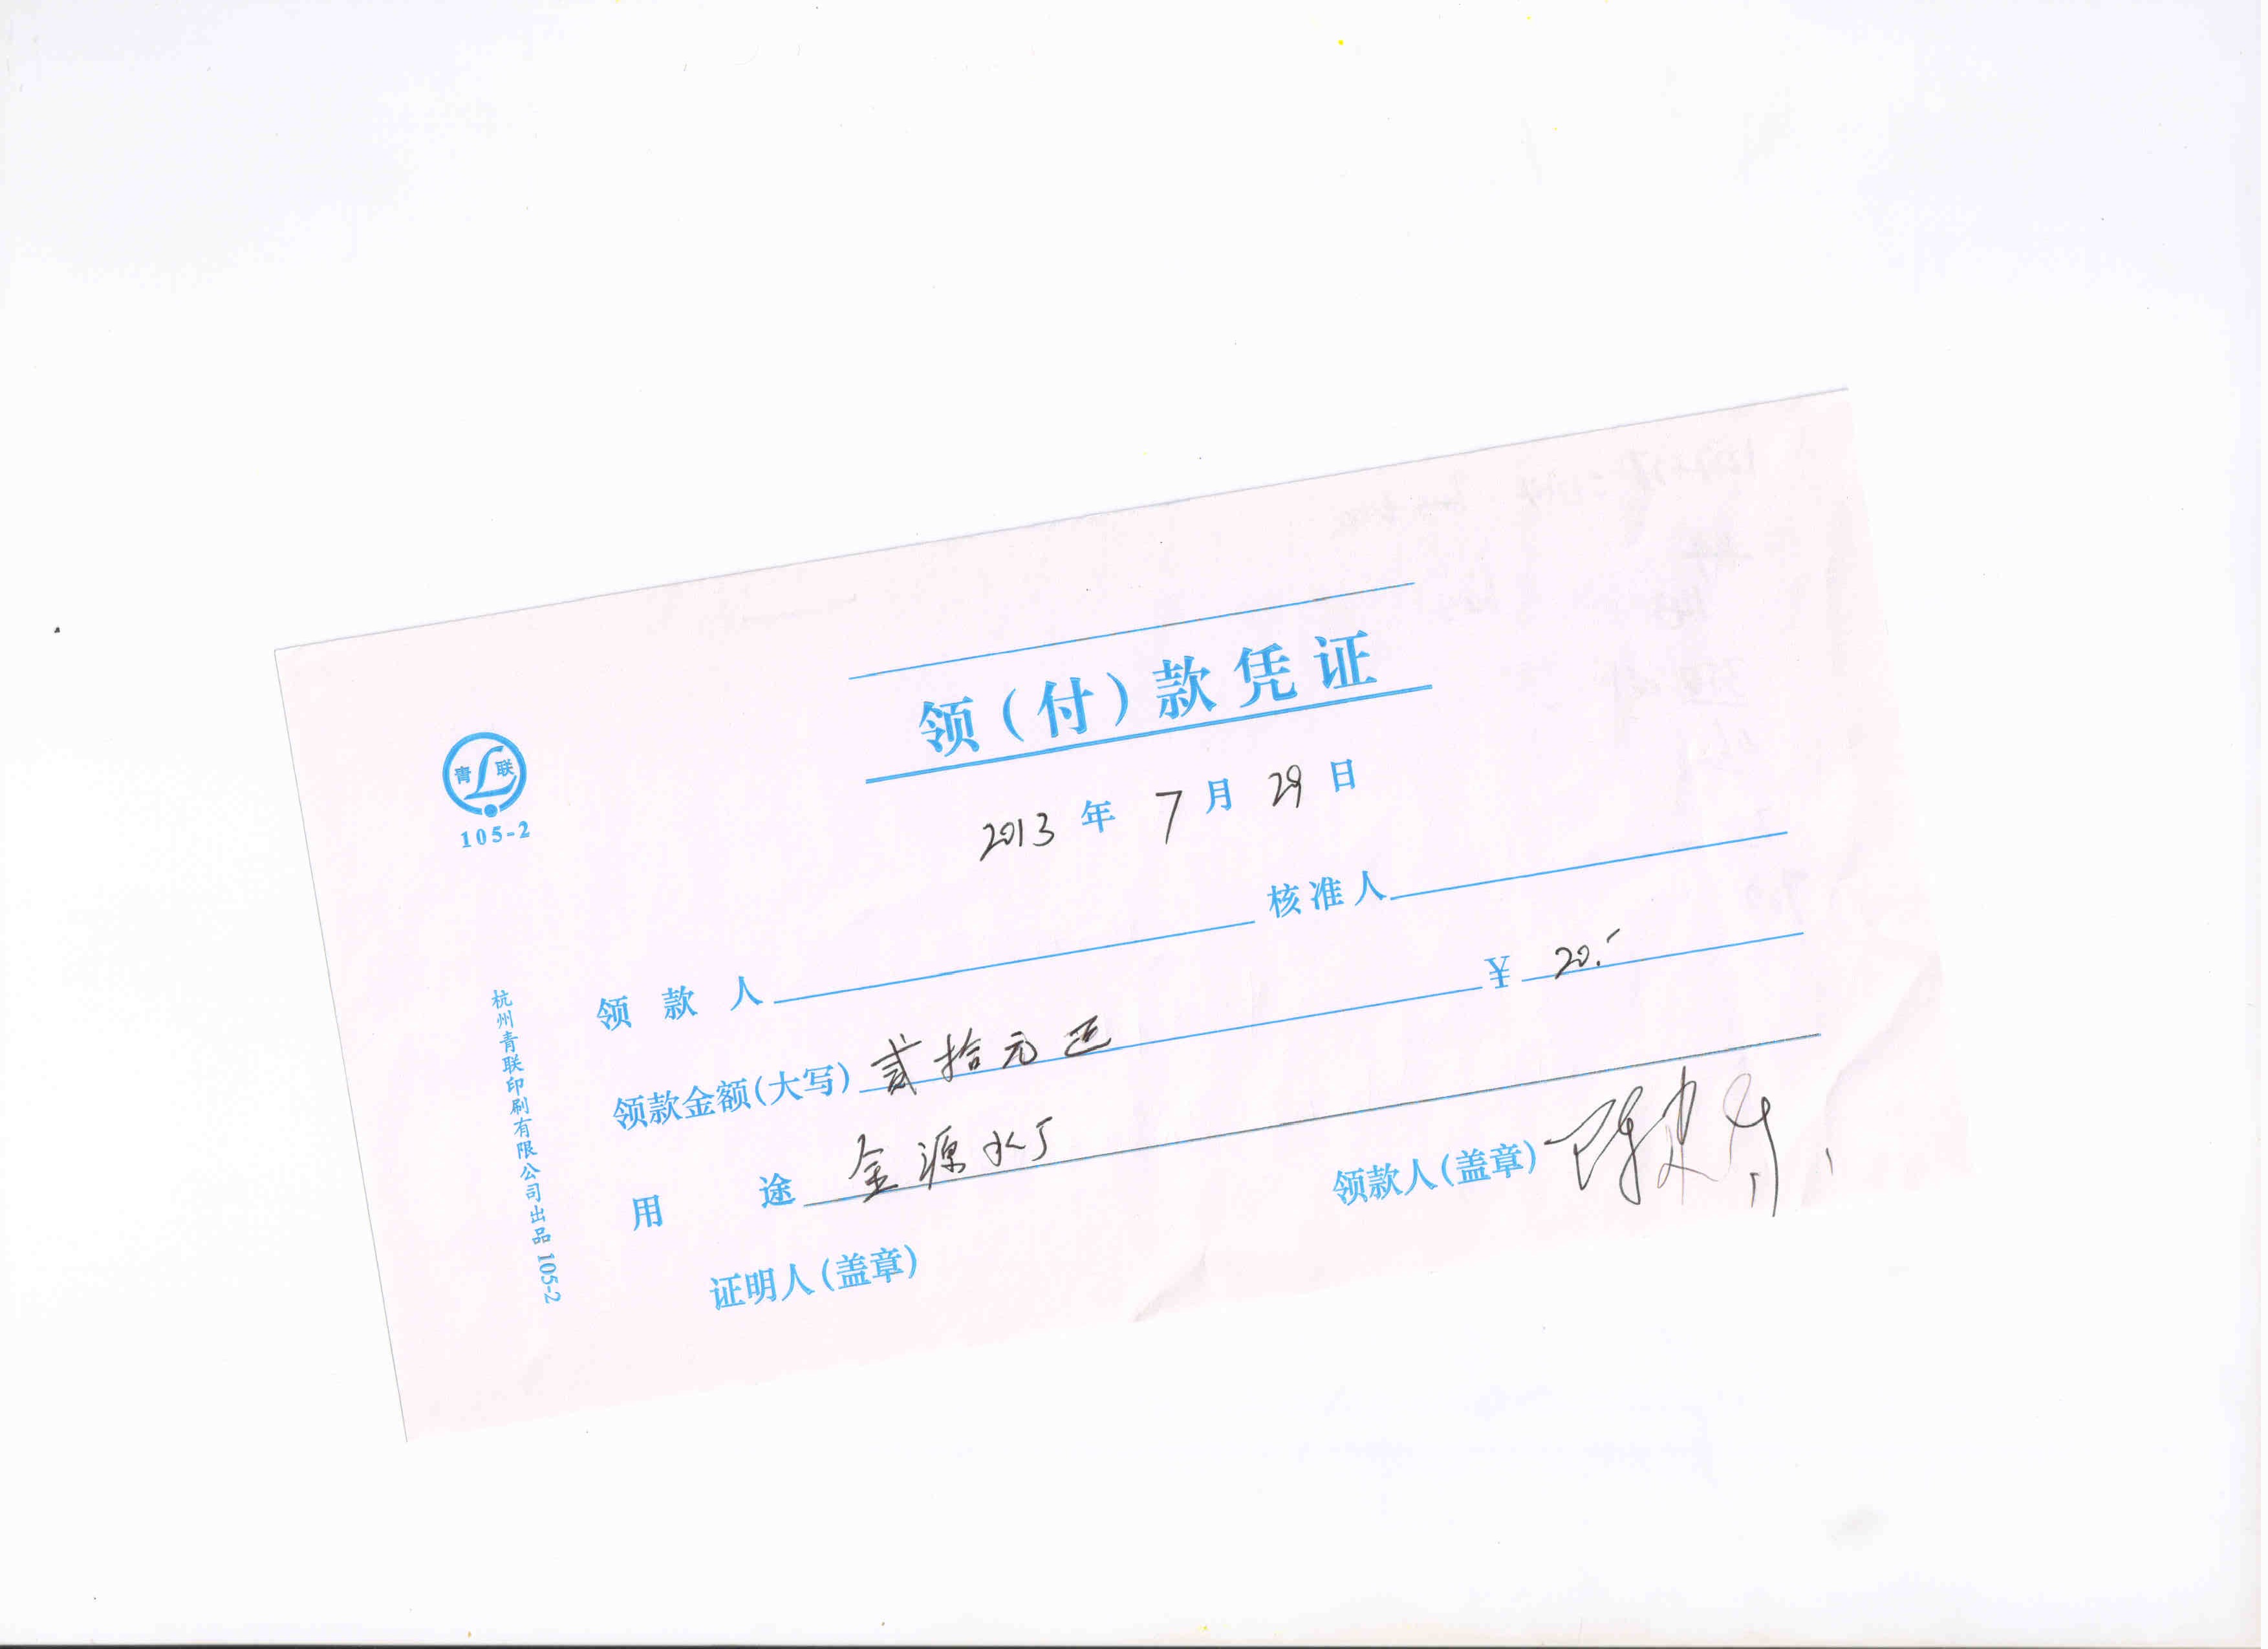 领(付)款凭证
青 L 联
105-2
2013 年 7 月 29 日
领款人 核准人
领款金额(大写) 贰拾元正 ¥ 20.-
用途 金源水厂
证明人(盖章) 领款人(盖章) 陈
杭州青联印刷有限公司出品 105-2